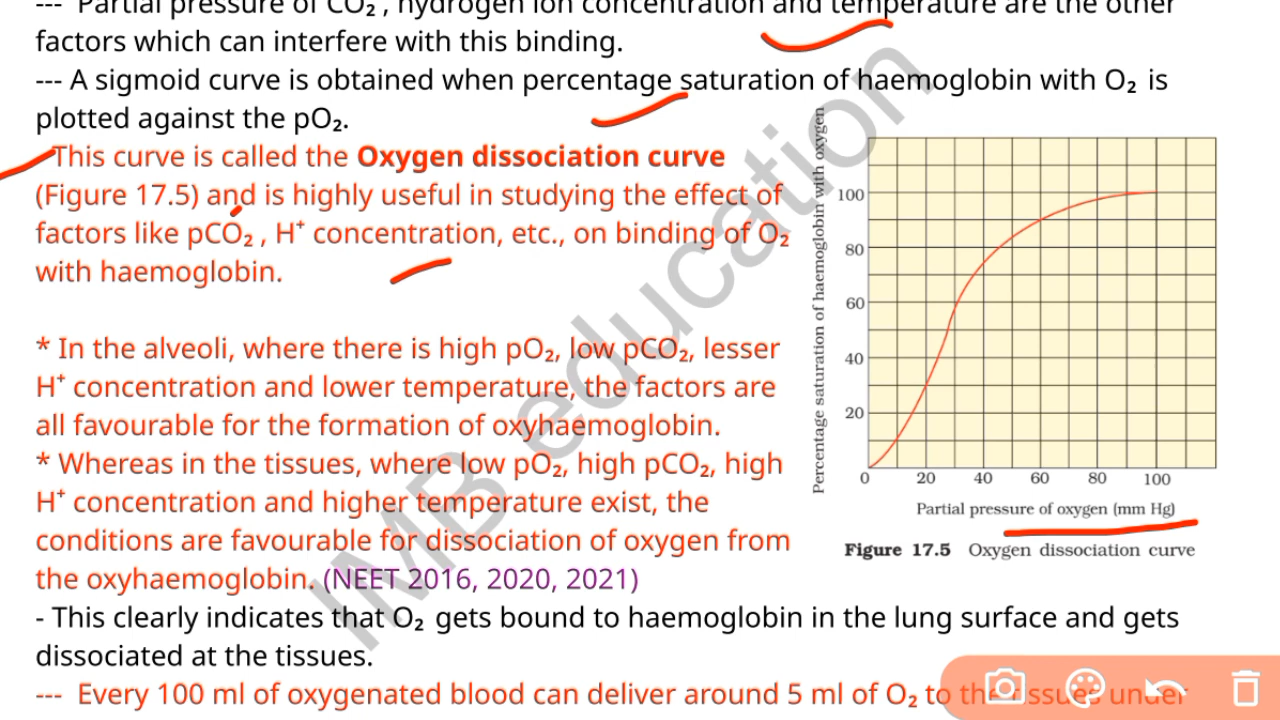 --- Partial pressure of CO₂ , hydrogen ion concentration and temperature are the other
factors which can interfere with this binding.
--- A sigmoid curve is obtained when percentage saturation of haemoglobin with O₂ is
plotted against the pO₂.
This curve is called the Oxygen dissociation curve
(Figure 17.5) and is highly useful in studying the effect of
factors like pCO₂ , H⁺ concentration, etc., on binding of O₂
with haemoglobin.
* In the alveoli, where there is high pO₂, low pCO₂, lesser
H⁺ concentration and lower temperature, the factors are
all favourable for the formation of oxyhaemoglobin.
* Whereas in the tissues, where low pO₂, high pCO₂, high
H⁺ concentration and higher temperature exist, the
conditions are favourable for dissociation of oxygen from
the oxyhaemoglobin. (NEET 2016, 2020, 2021)
- This clearly indicates that O₂ gets bound to haemoglobin in the lung surface and gets
dissociated at the tissues.
--- Every 100 ml of oxygenated blood can deliver around 5 ml of O₂ to the tissues under
Percentage saturation of haemoglobin with oxygen
100
80
60
40
20
0 20 40 60 80 100
Partial pressure of oxygen (mm Hg)
Figure 17.5 Oxygen dissociation curve
IMB education